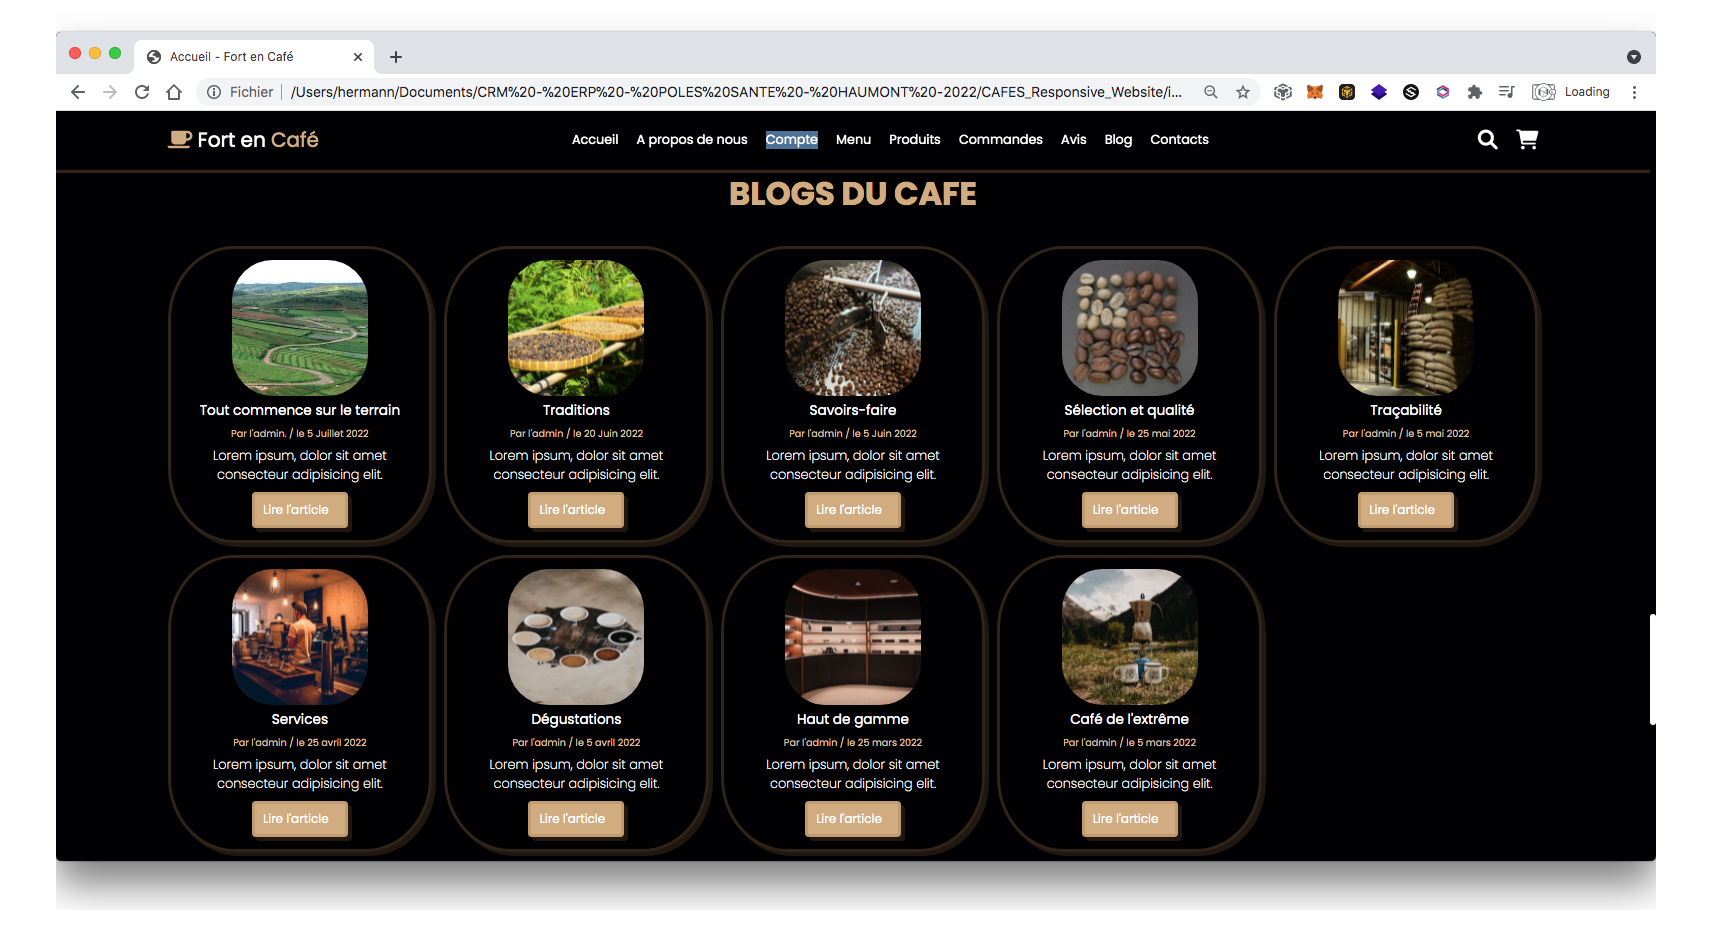 Accueil - Fort en Café
Fichier /Users/hermann/Documents/CRM%20-%20ERP%20-%20POLES%20SANTE%20-%20HAUMONT%20-2022/CAFES_Responsive_Website/i... Loading
Fort en Café Accueil A propos de nous Compte Menu Produits Commandes Avis Blog Contacts
BLOGS DU CAFE
Tout commence sur le terrain
Par l'admin. / le 5 Juillet 2022
Lorem ipsum, dolor sit amet
consecteur adipisicing elit.
Lire l'article
Traditions
Par l'admin / le 20 Juin 2022
Lorem ipsum, dolor sit amet
consecteur adipisicing elit.
Lire l'article
Savoirs-faire
Par l'admin / le 5 Juin 2022
Lorem ipsum, dolor sit amet
consecteur adipisicing elit.
Lire l'article
Sélection et qualité
Par l'admin / le 25 mai 2022
Lorem ipsum, dolor sit amet
consecteur adipisicing elit.
Lire l'article
Traçabilité
Par l'admin / le 5 mai 2022
Lorem ipsum, dolor sit amet
consecteur adipisicing elit.
Lire l'article
Services
Par l'admin / le 25 avril 2022
Lorem ipsum, dolor sit amet
consecteur adipisicing elit.
Lire l'article
Dégustations
Par l'admin / le 5 avril 2022
Lorem ipsum, dolor sit amet
consecteur adipisicing elit.
Lire l'article
Haut de gamme
Par l'admin / le 25 mars 2022
Lorem ipsum, dolor sit amet
consecteur adipisicing elit.
Lire l'article
Café de l'extrême
Par l'admin / le 5 mars 2022
Lorem ipsum, dolor sit amet
consecteur adipisicing elit.
Lire l'article